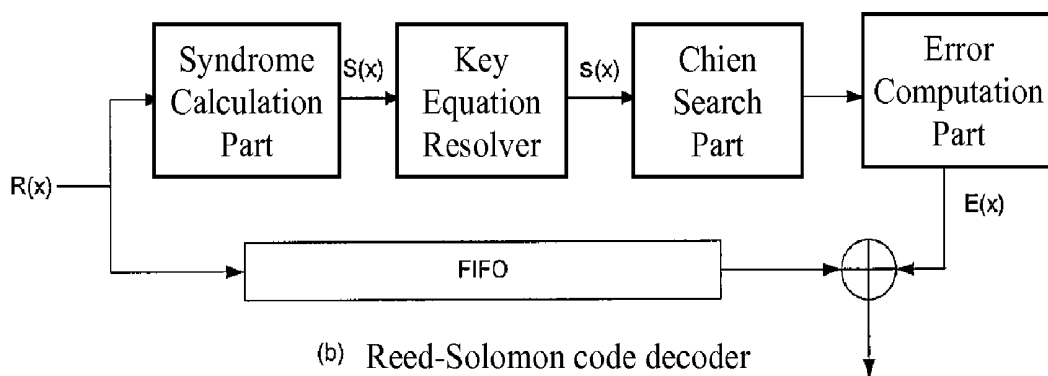 Syndrome
Calculation
Part
S(x)
Key
Equation
Resolver
s(x)
Chien
Search
Part
Error
Computation
Part
R(x)
E(x)
FIFO
(b) Reed-Solomon code decoder